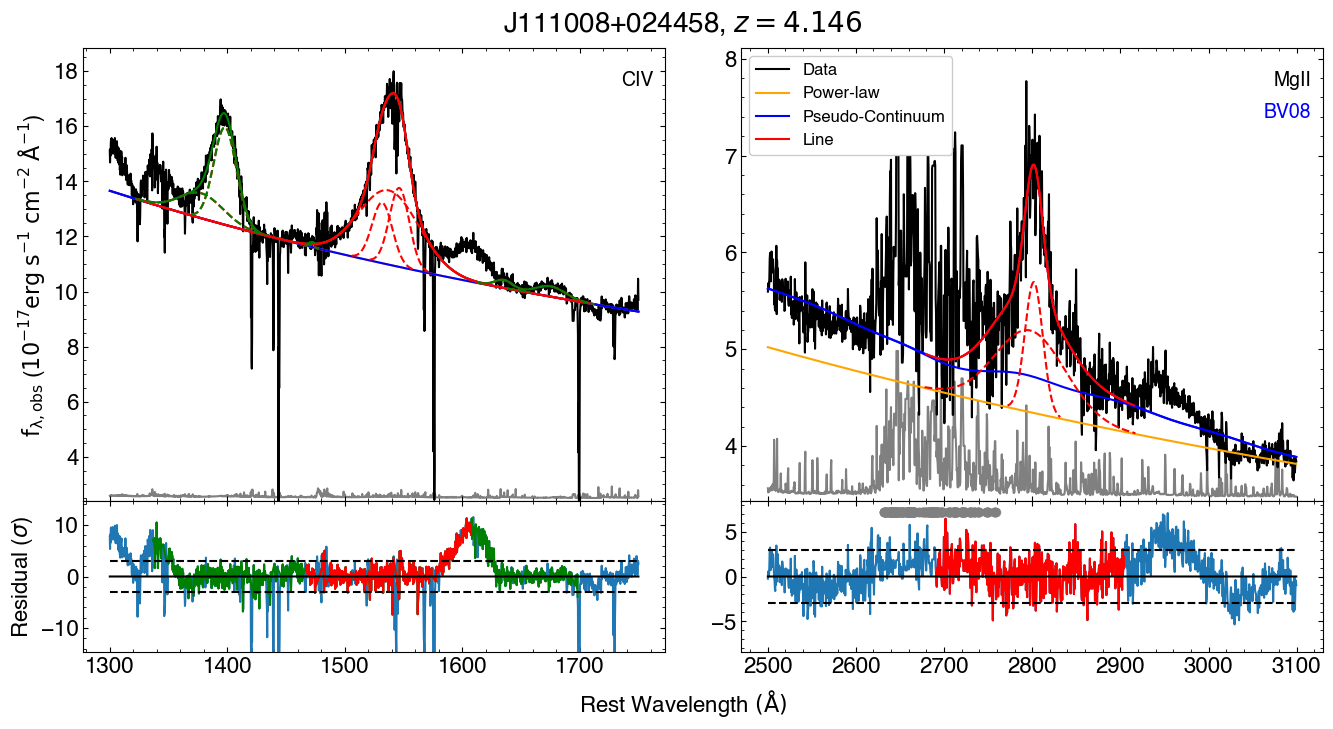 J111008+024458, z = 4.146
CIV
18
16
14
12
10
8
6
4
f_λ,obs (10⁻¹⁷erg s⁻¹ cm⁻² Å⁻¹)
Data
Power-law
Pseudo-Continuum
Line
MgII
BV08
8
7
6
5
4
10
0
−10
Residual (σ)
5
0
−5
1300 1400 1500 1600 1700
2500 2600 2700 2800 2900 3000 3100
Rest Wavelength (Å)